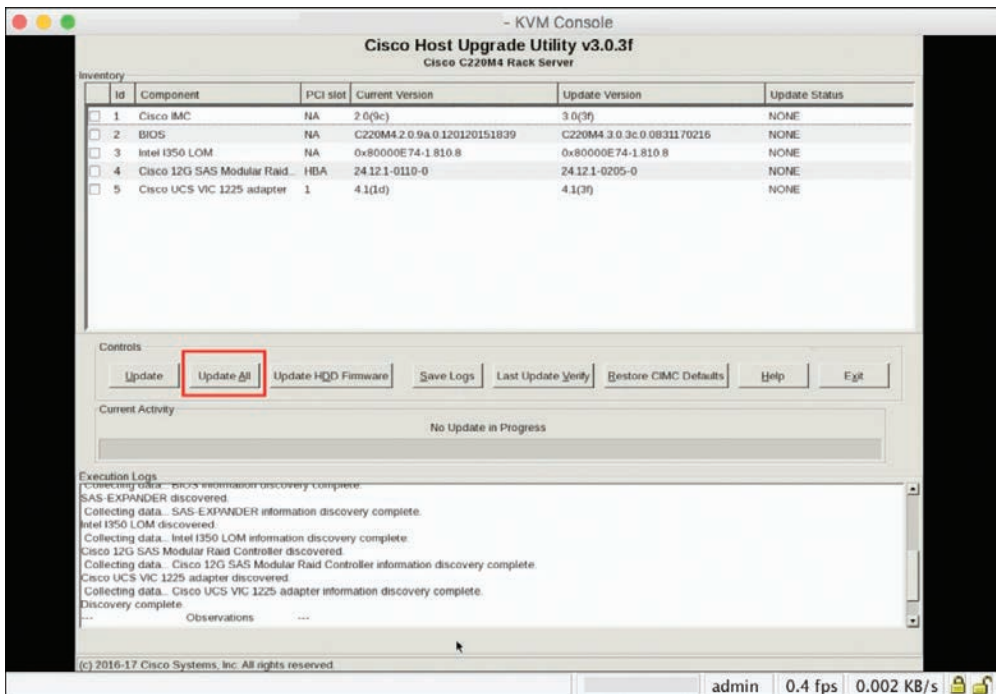 - KVM Console
Cisco Host Upgrade Utility v3.0.3f
Cisco C220M4 Rack Server
Inventory
Id Component PCI slot Current Version Update Version Update Status
1 Cisco IMC NA 2.0(9c) 3.0(3f) NONE
2 BIOS NA C220M4.2.0.9a.0.120120151839 C220M4.3.0.3c.0.0831170216 NONE
3 Intel I350 LOM NA 0x80000E74-1.810.8 0x80000E74-1.810.8 NONE
4 Cisco 12G SAS Modular Raid... HBA 24.12.1-0110-0 24.12.1-0205-0 NONE
5 Cisco UCS VIC 1225 adapter 1 4.1(1d) 4.1(3f) NONE
Controls
Update Update All Update HDD Firmware Save Logs Last Update Verify Restore CIMC Defaults Help Exit
Current Activity
No Update in Progress
Execution Logs
Collecting data... BIOS information discovery complete.
SAS-EXPANDER discovered.
Collecting data... SAS-EXPANDER information discovery complete.
Intel I350 LOM discovered.
Collecting data... Intel I350 LOM information discovery complete.
Cisco 12G SAS Modular Raid Controller discovered.
Collecting data... Cisco 12G SAS Modular Raid Controller information discovery complete.
Cisco UCS VIC 1225 adapter discovered.
Collecting data... Cisco UCS VIC 1225 adapter information discovery complete.
Discovery complete.
--- Observations ---
(c) 2016-17 Cisco Systems, Inc. All rights reserved.
admin 0.4 fps 0.002 KB/s